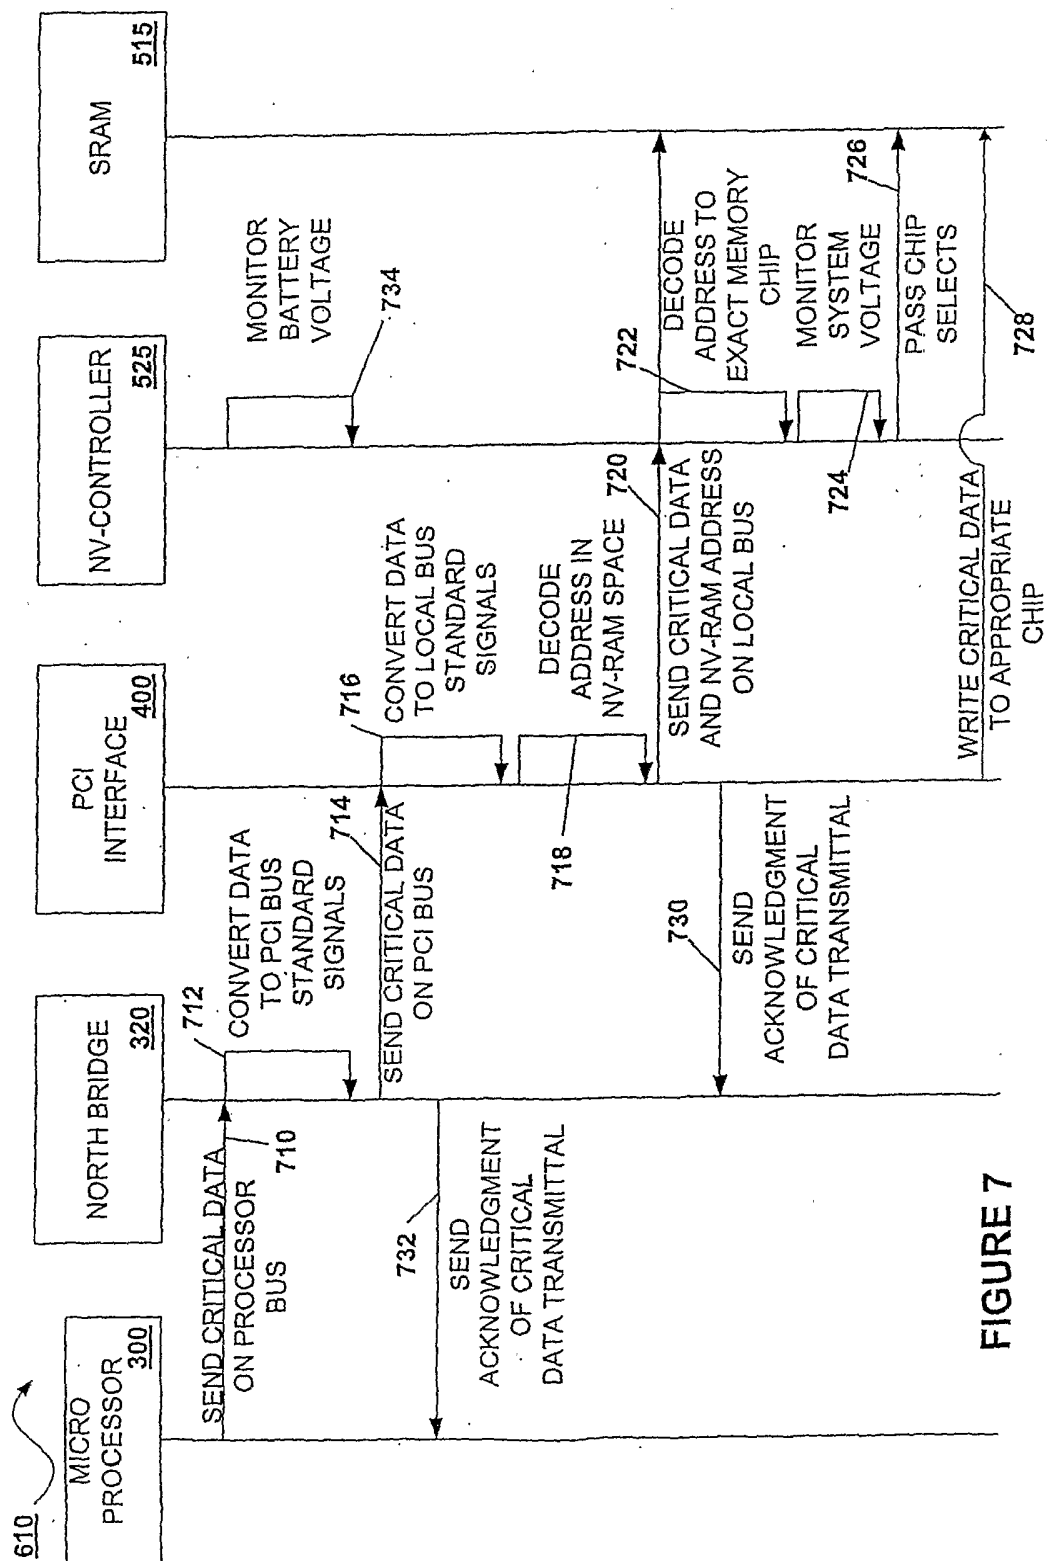 610
MICRO
PROCESSOR
300
NORTH BRIDGE
320
PCI
INTERFACE
400
NV-CONTROLLER
525
SRAM
515
SEND CRITICAL DATA
ON PROCESSOR
BUS
710
712
CONVERT DATA
TO PCI BUS
STANDARD
SIGNALS
MONITOR
BATTERY
VOLTAGE
734
714
SEND CRITICAL DATA
ON PCI BUS
716
CONVERT DATA
TO LOCAL BUS
STANDARD
SIGNALS
732
SEND
ACKNOWLEDGMENT
OF CRITICAL
DATA TRANSMITTAL
718
DECODE
ADDRESS IN
NV-RAM SPACE
720
SEND CRITICAL DATA
AND NV-RAM ADDRESS
ON LOCAL BUS
722
DECODE
ADDRESS TO
EXACT MEMORY
CHIP
730
SEND
ACKNOWLEDGMENT
OF CRITICAL
DATA TRANSMITTAL
724
MONITOR
SYSTEM
VOLTAGE
726
PASS CHIP
SELECTS
WRITE CRITICAL DATA
TO APPROPRIATE
CHIP
728
FIGURE 7